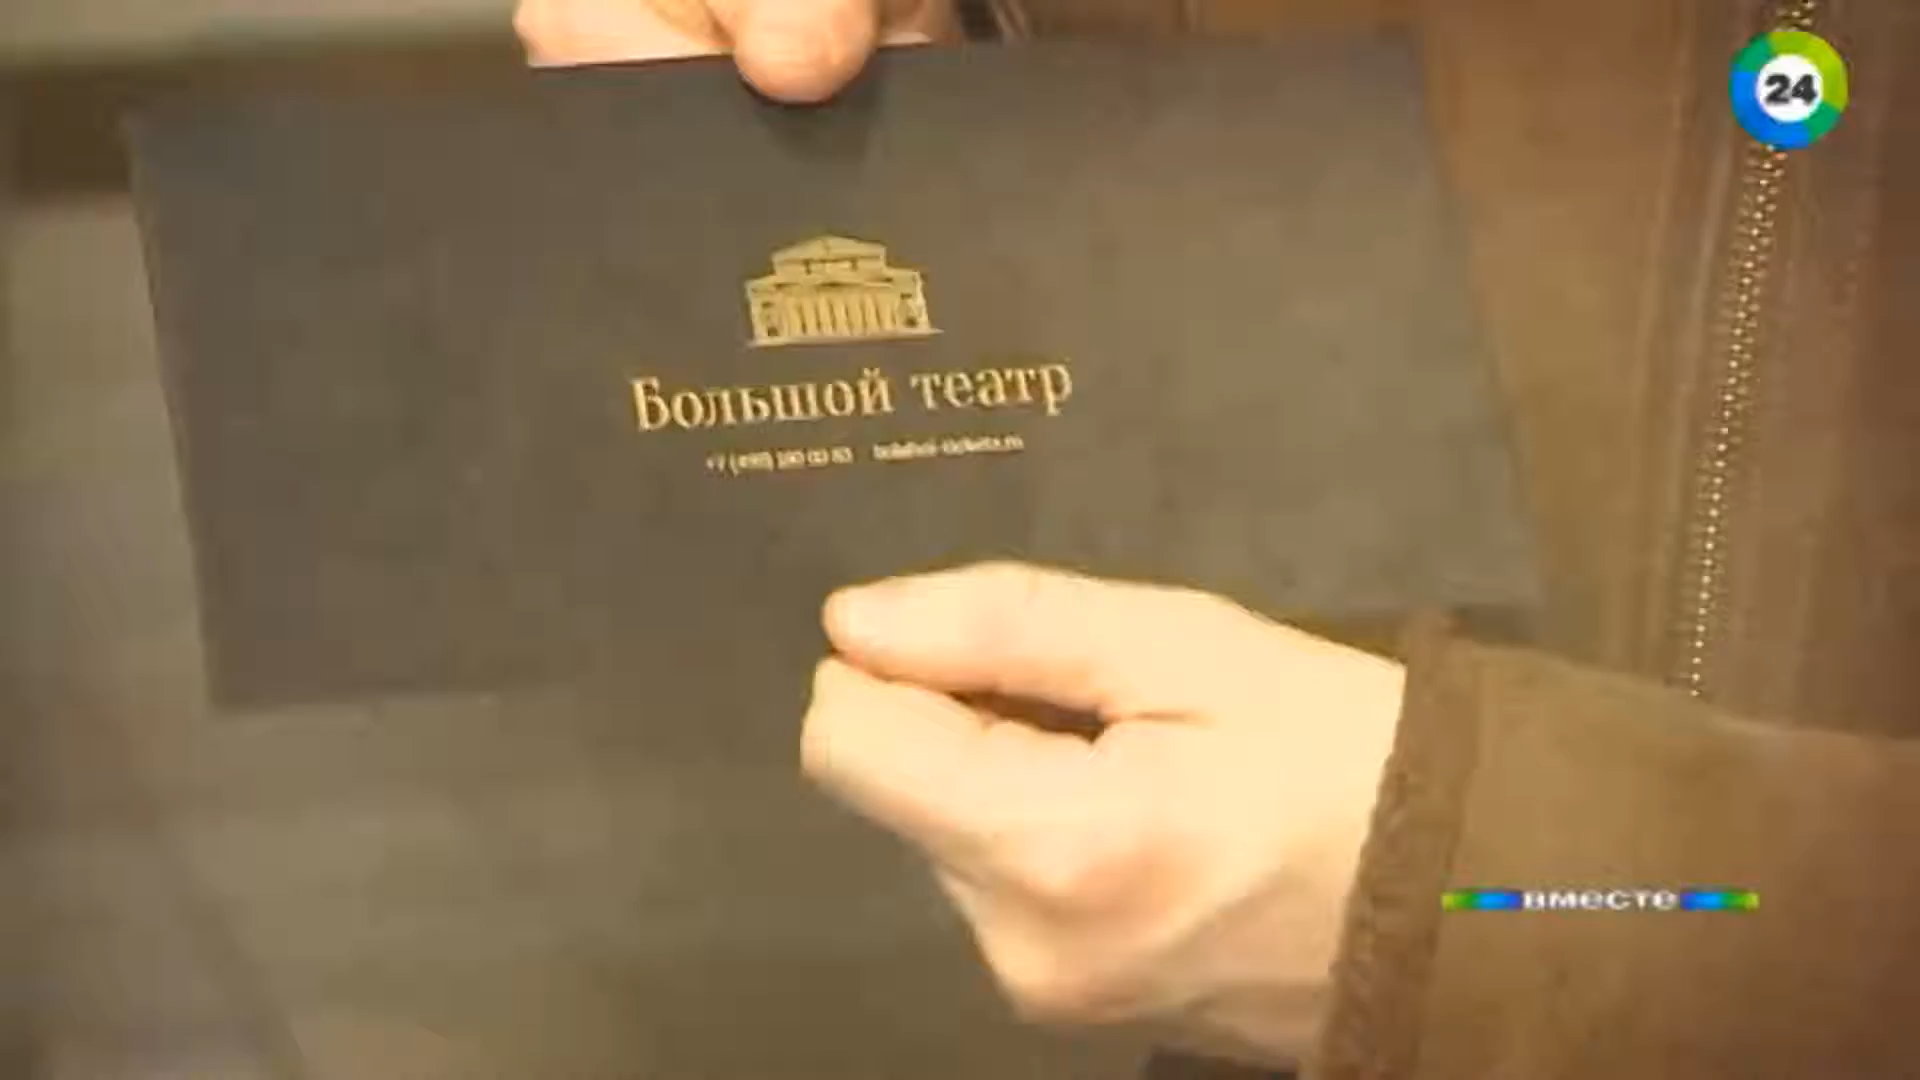 24
Большой театр
вместе